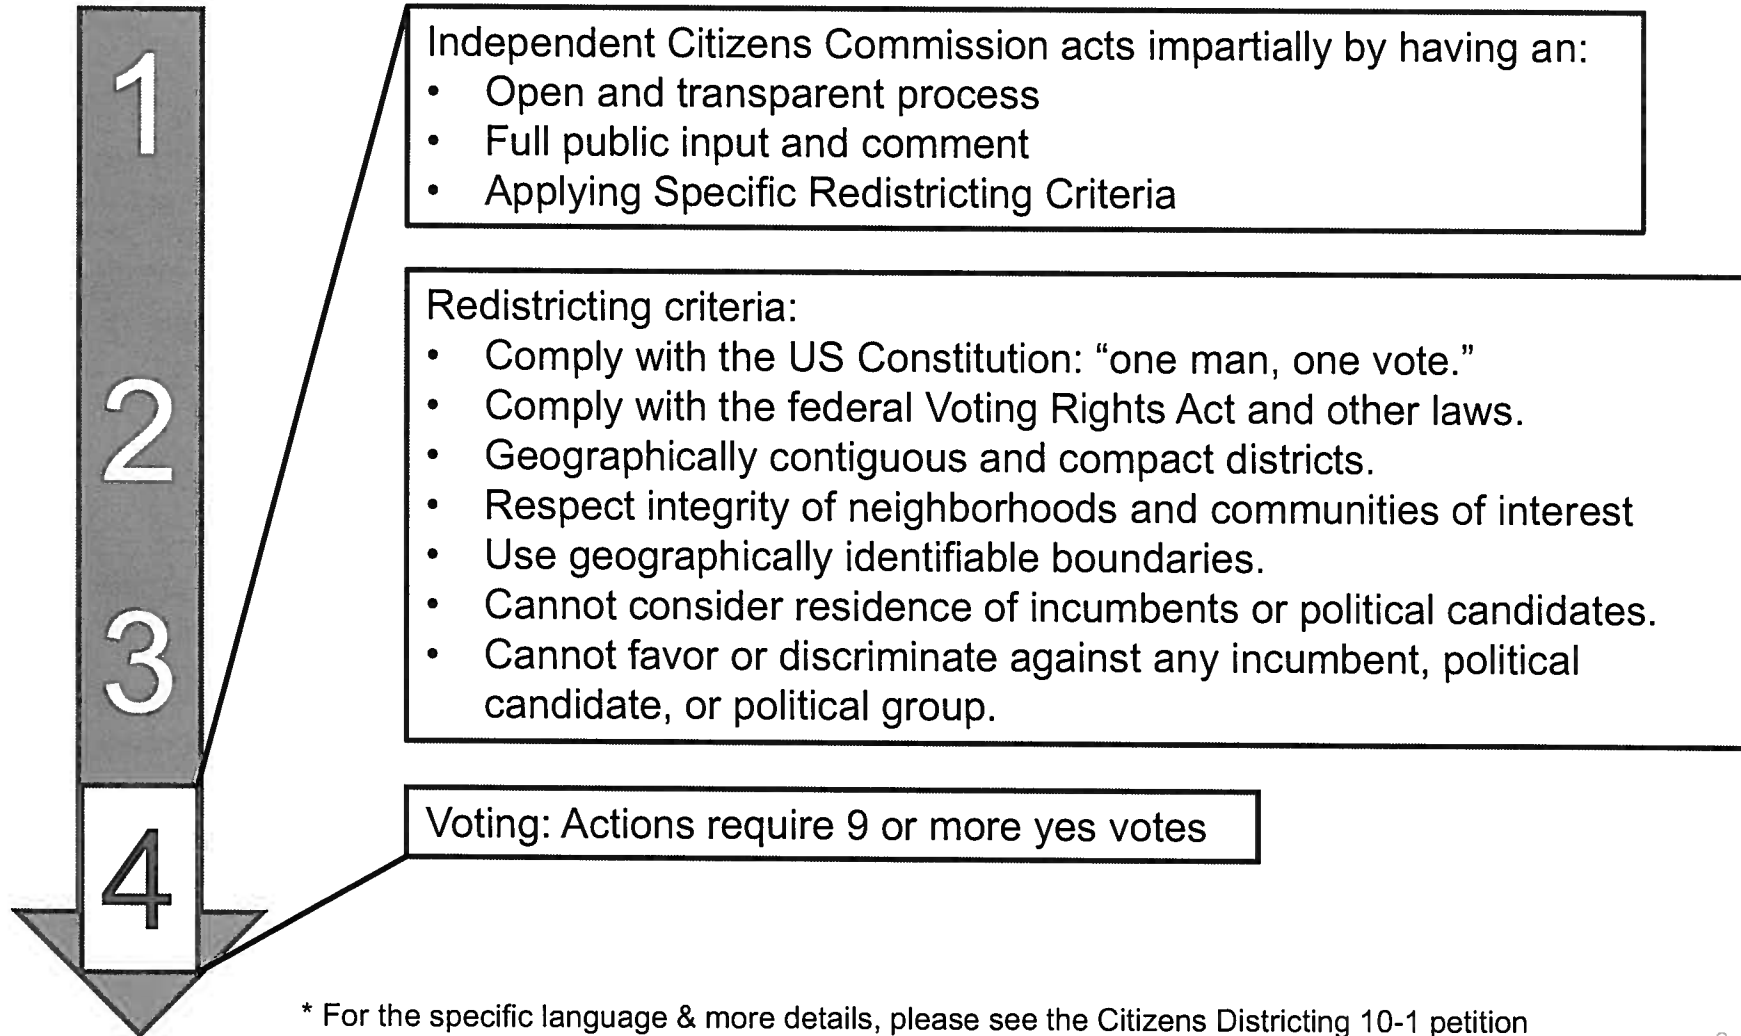 1
2
3
4
Independent Citizens Commission acts impartially by having an:
• Open and transparent process
• Full public input and comment
• Applying Specific Redistricting Criteria
Redistricting criteria:
• Comply with the US Constitution: “one man, one vote.”
• Comply with the federal Voting Rights Act and other laws.
• Geographically contiguous and compact districts.
• Respect integrity of neighborhoods and communities of interest
• Use geographically identifiable boundaries.
• Cannot consider residence of incumbents or political candidates.
• Cannot favor or discriminate against any incumbent, political
candidate, or political group.
Voting: Actions require 9 or more yes votes
* For the specific language & more details, please see the Citizens Districting 10-1 petition